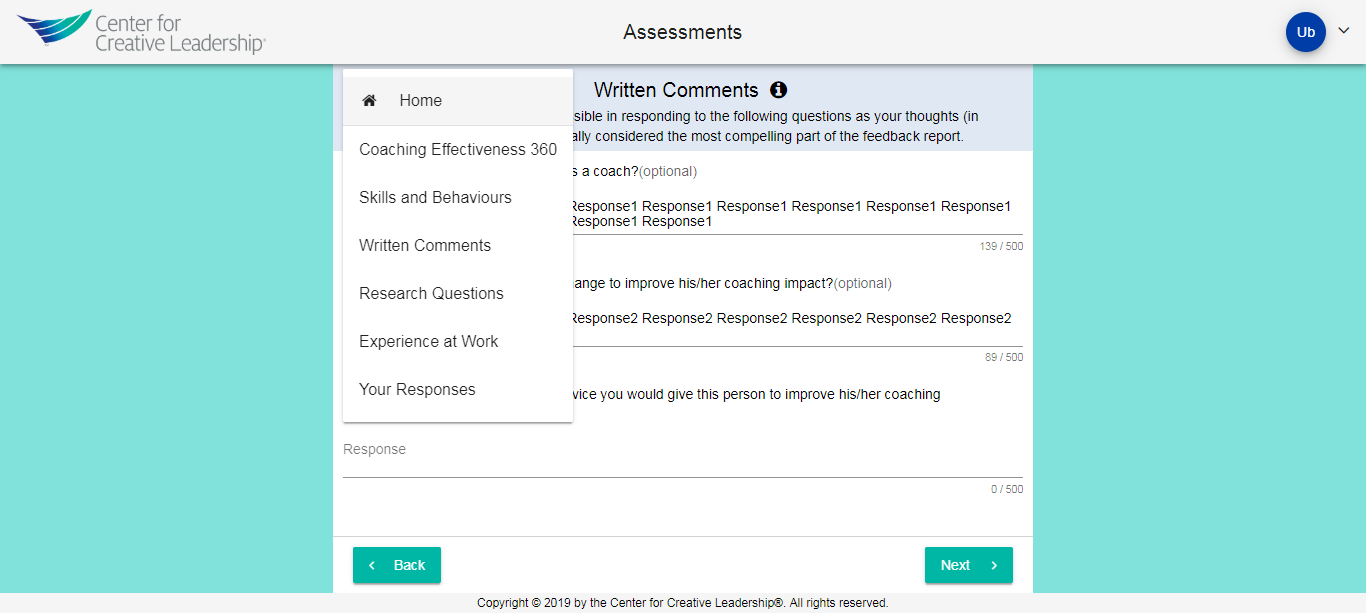 Center for
Creative Leadership®
Assessments
Ub
Home
Coaching Effectiveness 360
Skills and Behaviours
Written Comments
Research Questions
Experience at Work
Your Responses
Written Comments
sible in responding to the following questions as your thoughts (in
ally considered the most compelling part of the feedback report.
s a coach?(optional)
Response1 Response1 Response1 Response1 Response1 Response1
Response1 Response1
139 / 500
ange to improve his/her coaching impact?(optional)
Response2 Response2 Response2 Response2 Response2 Response2
89 / 500
vice you would give this person to improve his/her coaching
Response
0 / 500
Back
Next
Copyright © 2019 by the Center for Creative Leadership®. All rights reserved.